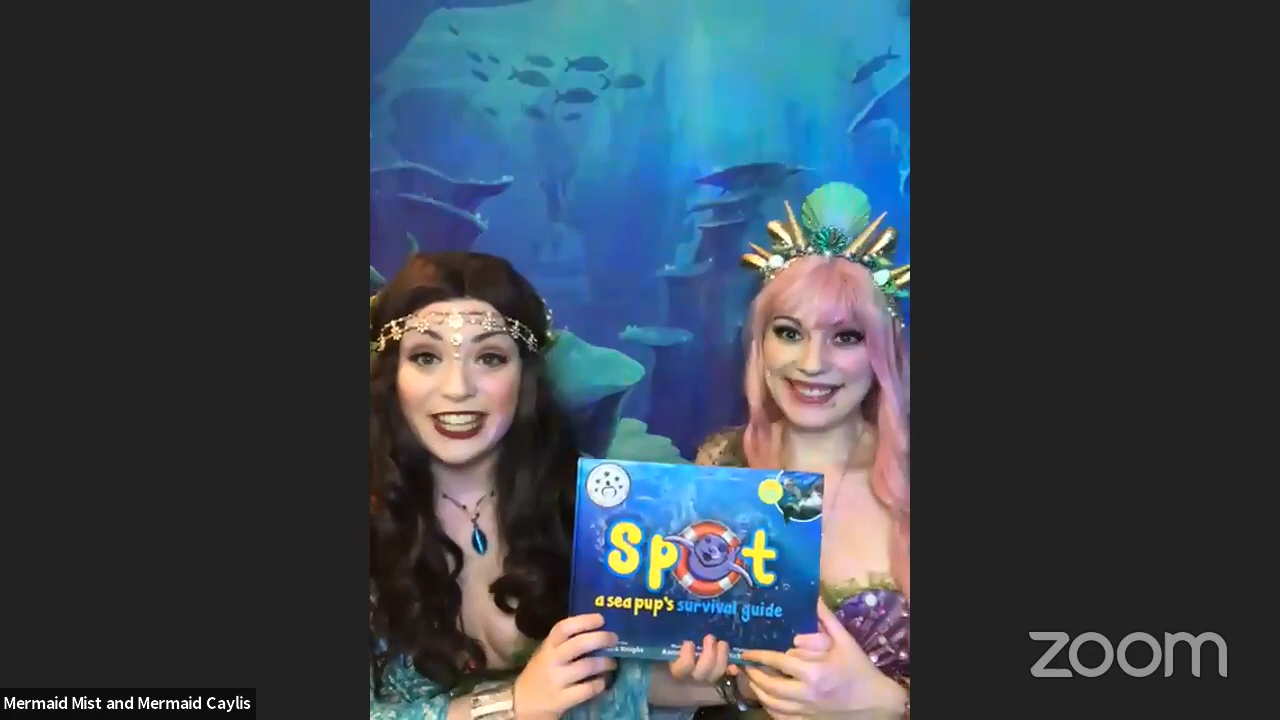 Spot
a sea pup's survival guide
zoom
Mermaid Mist and Mermaid Caylis